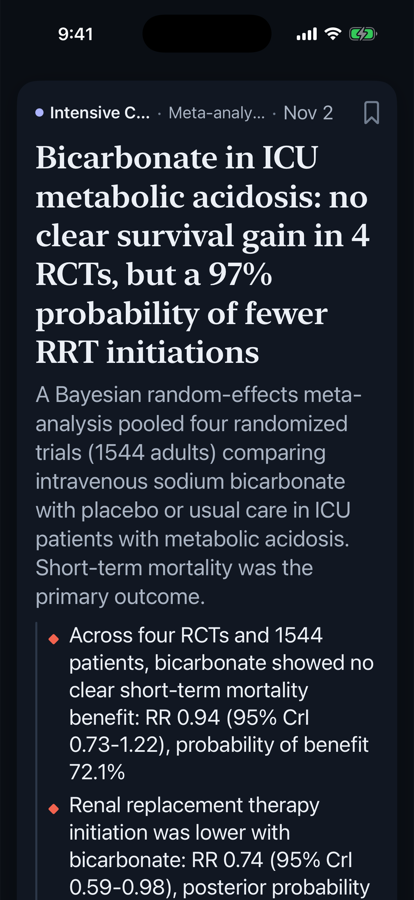 9:41
Intensive C... · Meta-analy... · Nov 2
Bicarbonate in ICU
metabolic acidosis: no
clear survival gain in 4
RCTs, but a 97%
probability of fewer
RRT initiations
A Bayesian random-effects meta-
analysis pooled four randomized
trials (1544 adults) comparing
intravenous sodium bicarbonate
with placebo or usual care in ICU
patients with metabolic acidosis.
Short-term mortality was the
primary outcome.
Across four RCTs and 1544
patients, bicarbonate showed no
clear short-term mortality
benefit: RR 0.94 (95% CrI
0.73-1.22), probability of benefit
72.1%
Renal replacement therapy
initiation was lower with
bicarbonate: RR 0.74 (95% CrI
0.59-0.98), posterior probability